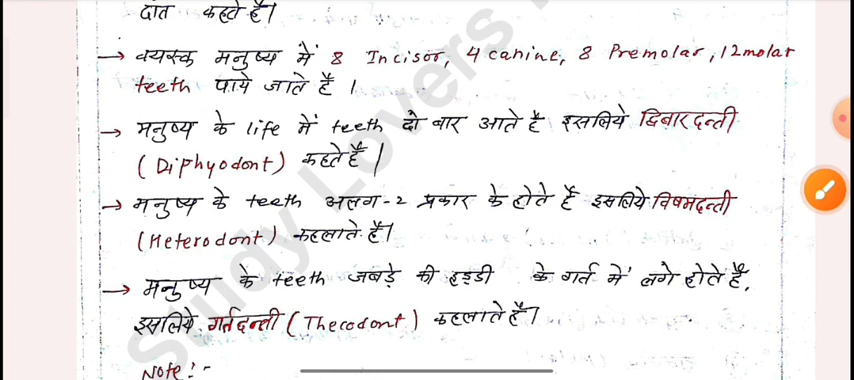 दांत कहते हैं।
→ वयस्क मनुष्य में 8 Incisor, 4 canine, 8 Premolar, 12 molar
teeth पाये जाते हैं ।
→ मनुष्य के life में teeth दो बार आते हैं इसलिये द्विबारदन्ती
(Diphyodont) कहते हैं।
→ मनुष्य के teeth अलग-2 प्रकार के होते हैं इसलिये विषमदन्ती
(Heterodont) कहलाते हैं।
→ मनुष्य के teeth जबड़े की हड्डी के गर्त में लगे होते हैं,
इसलिये गर्तदन्ती (Thecodont) कहलाते हैं।
Note:-
Study Lovers